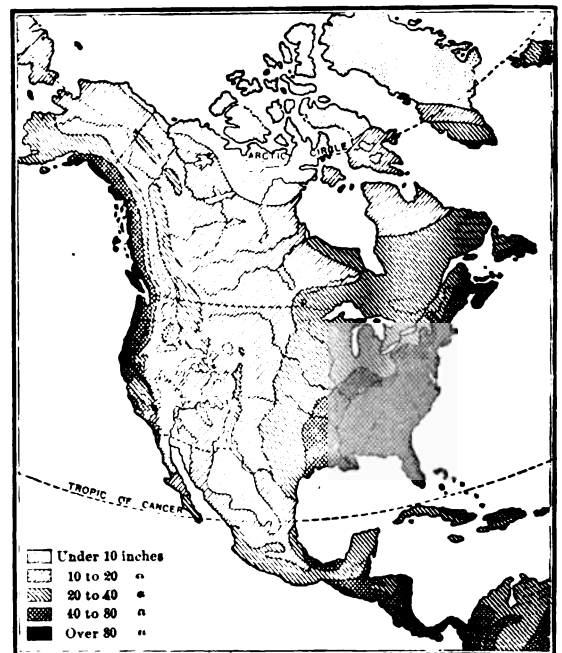 ARCTIC CIRCLE
TROPIC OF CANCER
Under 10 inches
10 to 20 "
20 to 40 "
40 to 80 "
Over 80 "